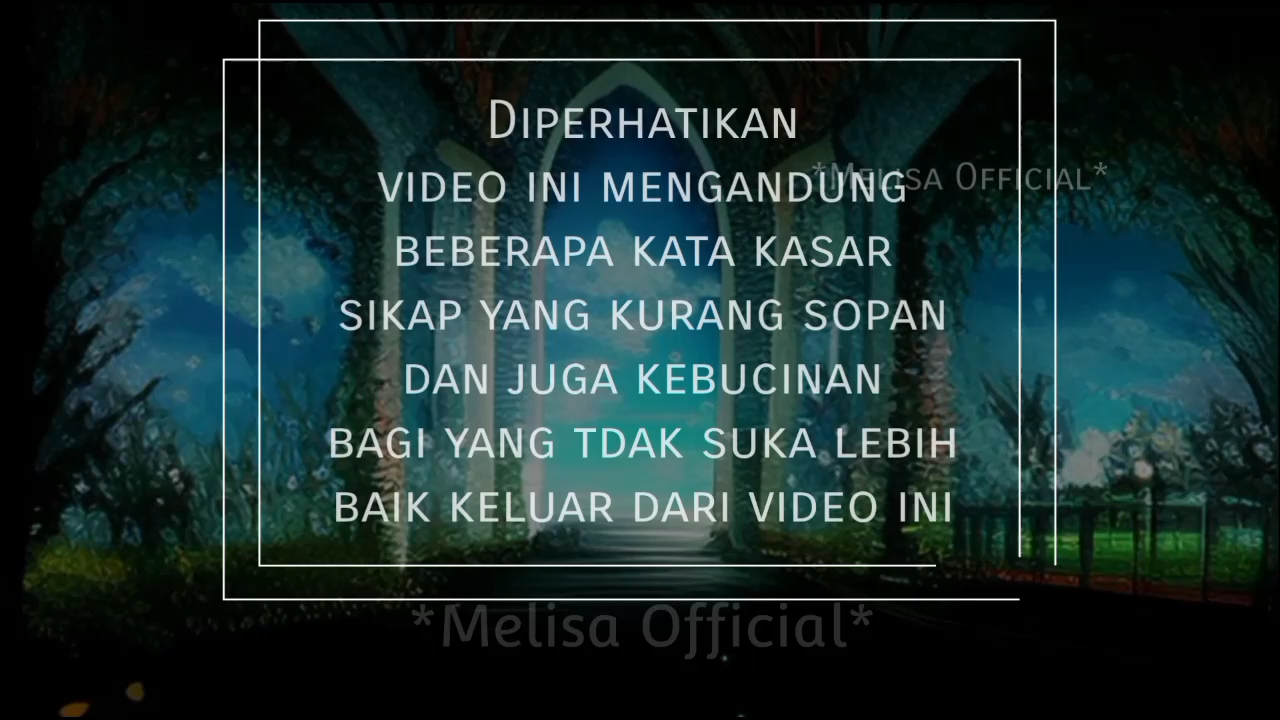 Diperhatikan
video ini mengandung
*Melisa Official*
beberapa kata kasar
sikap yang kurang sopan
dan juga kebucinan
bagi yang tdak suka lebih
baik keluar dari video ini
*Melisa Official*